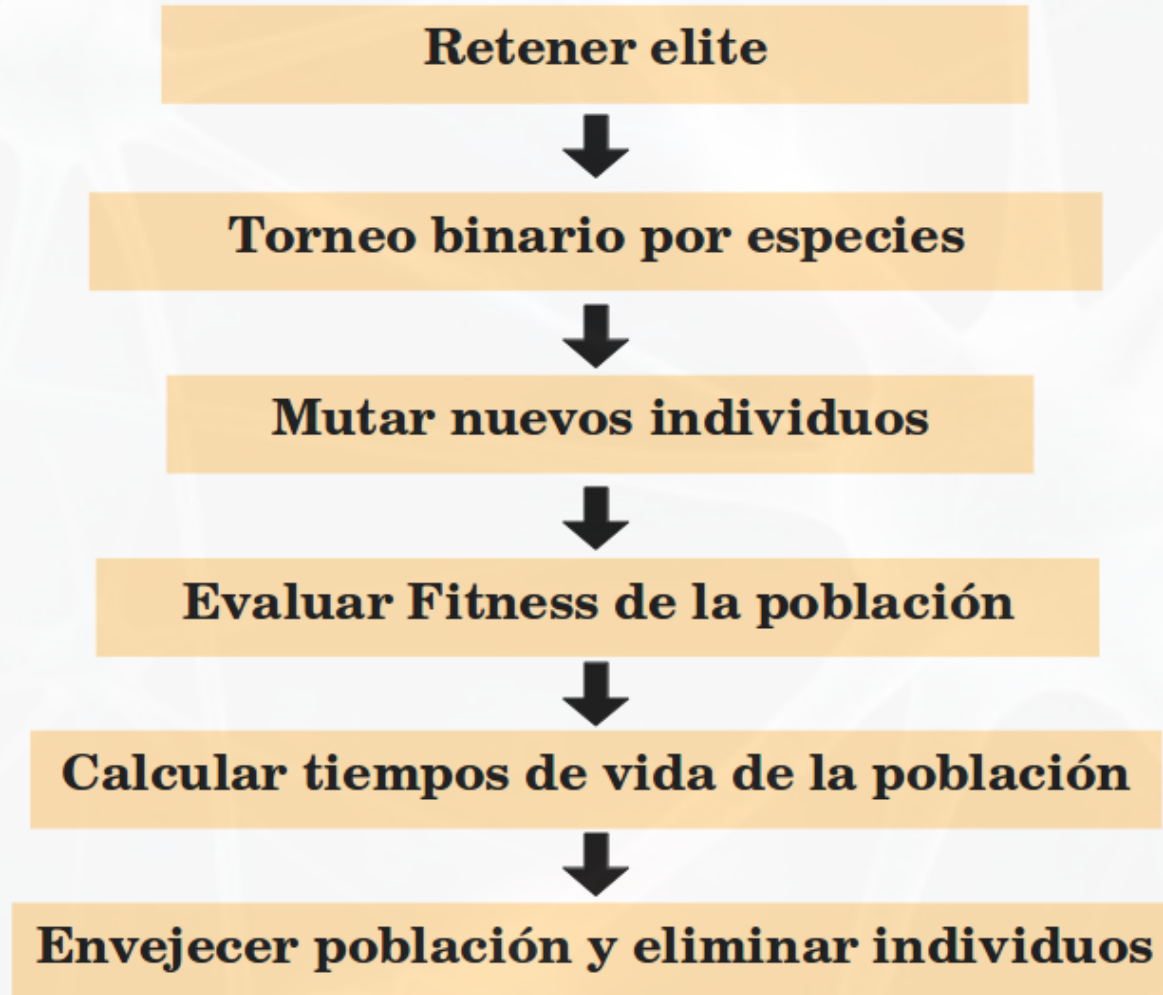 Retener elite
Torneo binario por especies
Mutar nuevos individuos
Evaluar Fitness de la población
Calcular tiempos de vida de la población
Envejecer población y eliminar individuos